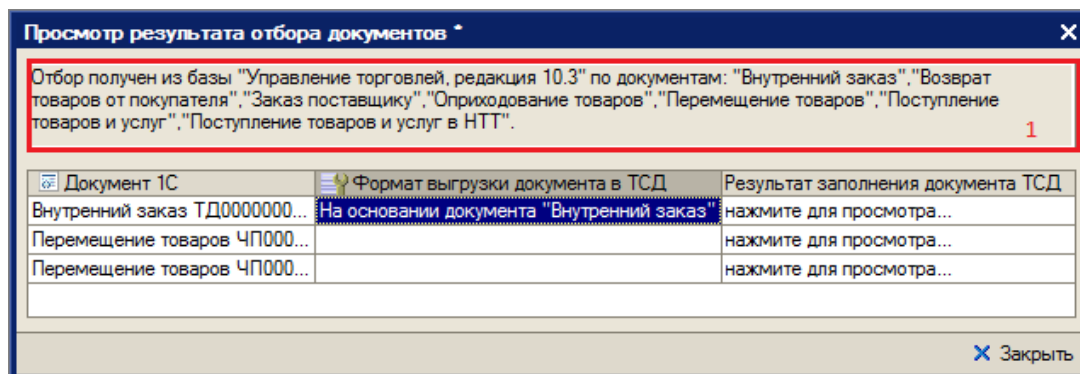 Просмотр результата отбора документов *
Отбор получен из базы "Управление торговлей, редакция 10.3" по документам: "Внутренний заказ","Возврат
товаров от покупателя","Заказ поставщику","Оприходование товаров","Перемещение товаров","Поступление
товаров и услуг","Поступление товаров и услуг в НТТ".
1
Документ 1С Формат выгрузки документа в ТСД Результат заполнения документа ТСД
Внутренний заказ ТД0000000... На основании документа "Внутренний заказ" нажмите для просмотра...
Перемещение товаров ЧП000... нажмите для просмотра...
Перемещение товаров ЧП000... нажмите для просмотра...
Закрыть